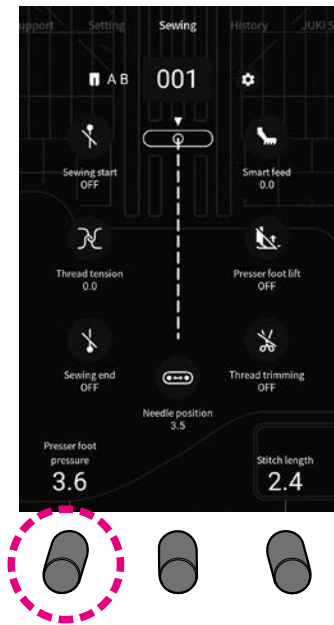 upport Setting Sewing History JUKI S
A B 001
Sewing start
OFF
Smart feed
0.0
Thread tension
0.0
Presser foot lift
OFF
Sewing end
OFF
Thread trimming
OFF
Needle position
3.5
Presser foot
pressure
3.6
Stitch length
2.4